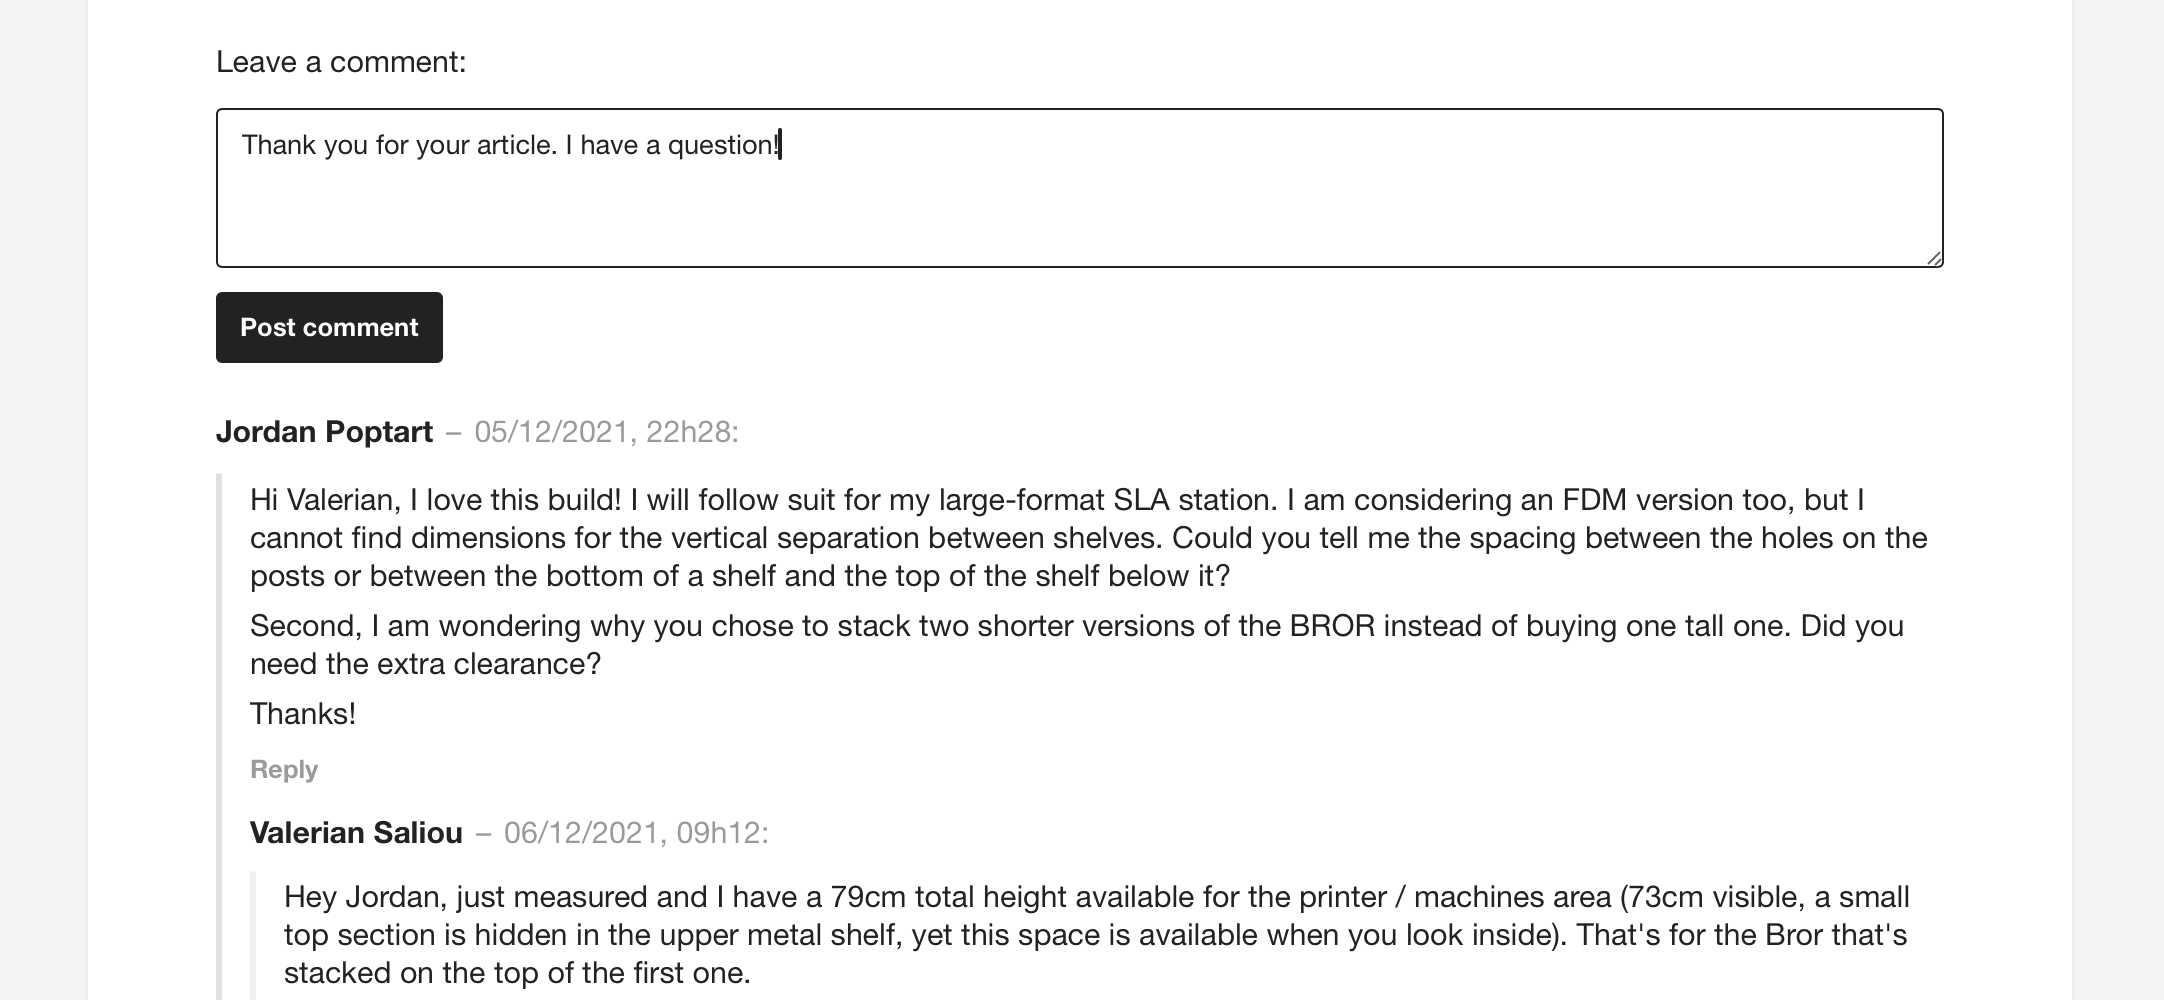 Leave a comment:
Thank you for your article. I have a question!
Post comment
Jordan Poptart – 05/12/2021, 22h28:
Hi Valerian, I love this build! I will follow suit for my large-format SLA station. I am considering an FDM version too, but I
cannot find dimensions for the vertical separation between shelves. Could you tell me the spacing between the holes on the
posts or between the bottom of a shelf and the top of the shelf below it?
Second, I am wondering why you chose to stack two shorter versions of the BROR instead of buying one tall one. Did you
need the extra clearance?
Thanks!
Reply
Valerian Saliou – 06/12/2021, 09h12:
Hey Jordan, just measured and I have a 79cm total height available for the printer / machines area (73cm visible, a small
top section is hidden in the upper metal shelf, yet this space is available when you look inside). That's for the Bror that's
stacked on the top of the first one.